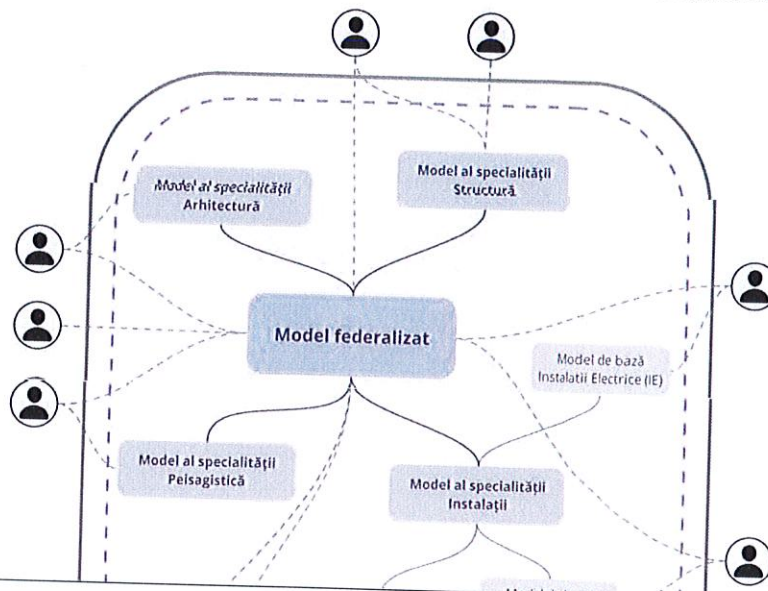 Model al specialității
Arhitectură
Model al specialității
Structură
Model federalizat
Model de bază
Instalatii Electrice (IE)
Model al specialității
Peisagistică
Model al specialității
Instalații